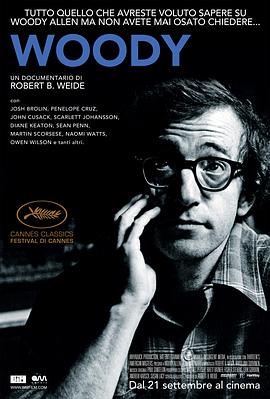 TUTTO QUELLO CHE AVRESTE VOLUTO SAPERE SU
WOODY ALLEN MA NON AVETE MAI OSATO CHIEDERE...
WOODY
UN DOCUMENTARIO DI
ROBERT B. WEIDE
con
JOSH BROLIN, PENELOPE CRUZ,
JOHN CUSACK, SCARLETT JOHANSSON,
DIANE KEATON, SEAN PENN,
MARTIN SCORSESE, NAOMI WATTS,
OWEN WILSON e tanti altri.
CANNES CLASSICS
FESTIVAL DI CANNES
Dal 21 settembre al cinema